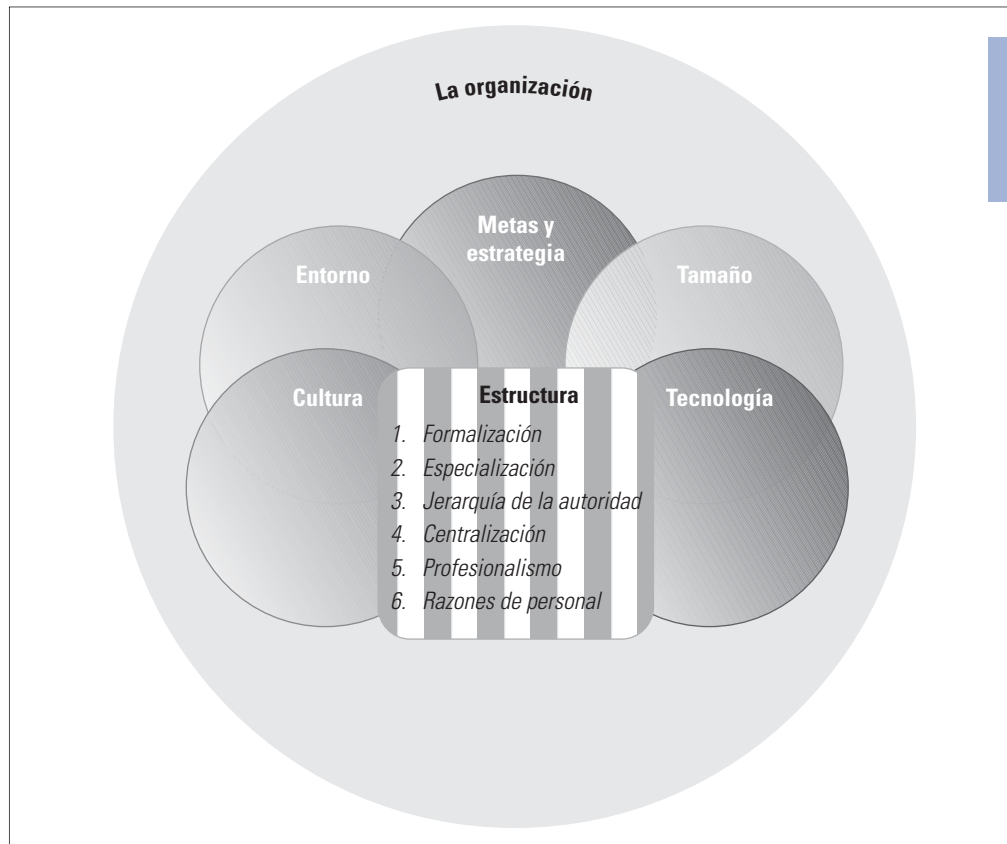 La organización
Metas y
estrategia
Entorno
Tamaño
Cultura
Estructura
Tecnología
1. Formalización
2. Especialización
3. Jerarquía de la autoridad
4. Centralización
5. Profesionalismo
6. Razones de personal